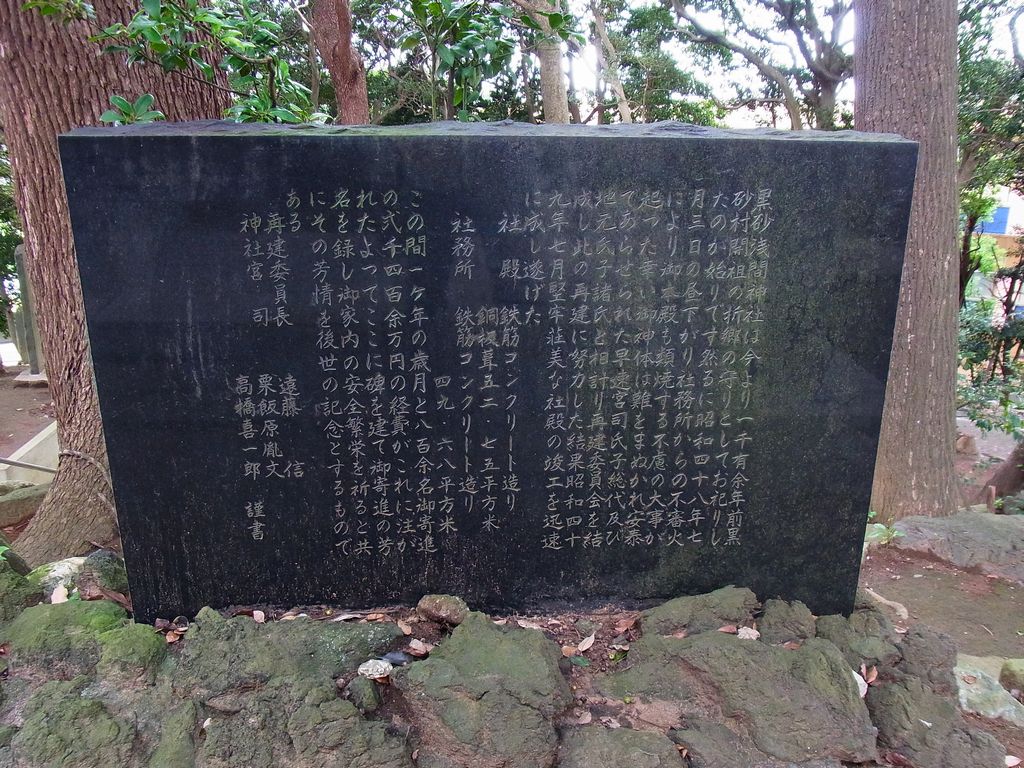 黒砂浅間神社は今より一千有余年前黒
砂村開祖の祈郷の守りとしてお祀りし
たのが始りです然るに昭和四十八年七
月三日の昼下がり社務所からの不審火
により御本殿も類焼する不慮の大事が
起った幸い御神体は難をまぬかれ安泰
であらせられた早速宮司氏子総代及び
地元氏子諸氏と相計り再建委員会を結
成し此の再建に努力した結果昭和四十
九年七月堅牢荘美な社殿の竣工を迅速
に成し遂げた
社 殿 鉄筋コンクリート造り
銅板葺五二・七五平方米
社務所 鉄筋コンクリート造り
四九・六八平方米
この間一ヶ年の歳月と八百余名御寄進
の弍千四百余万円の経費がこれに注が
れたよってここに碑を建て御寄進の芳
名を録し御家内の安全繁栄を祈ると共
にその芳情を後世の記念とするもので
ある
再建委員長 遠藤 信
神社宮 司 粟飯原胤文
高橋喜一郎 謹書